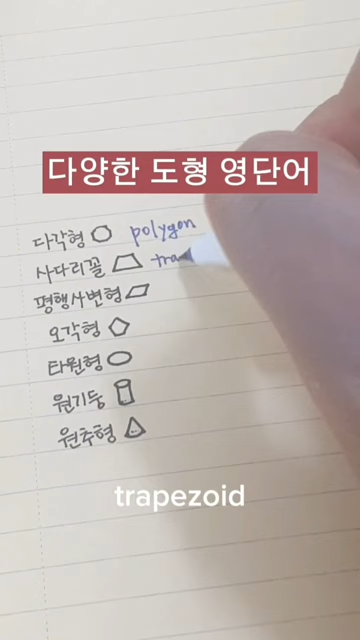 다양한 도형 영단어
다각형 polygon
사다리꼴 tra
평행사변형
오각형
타원형
원기둥
원추형
trapezoid